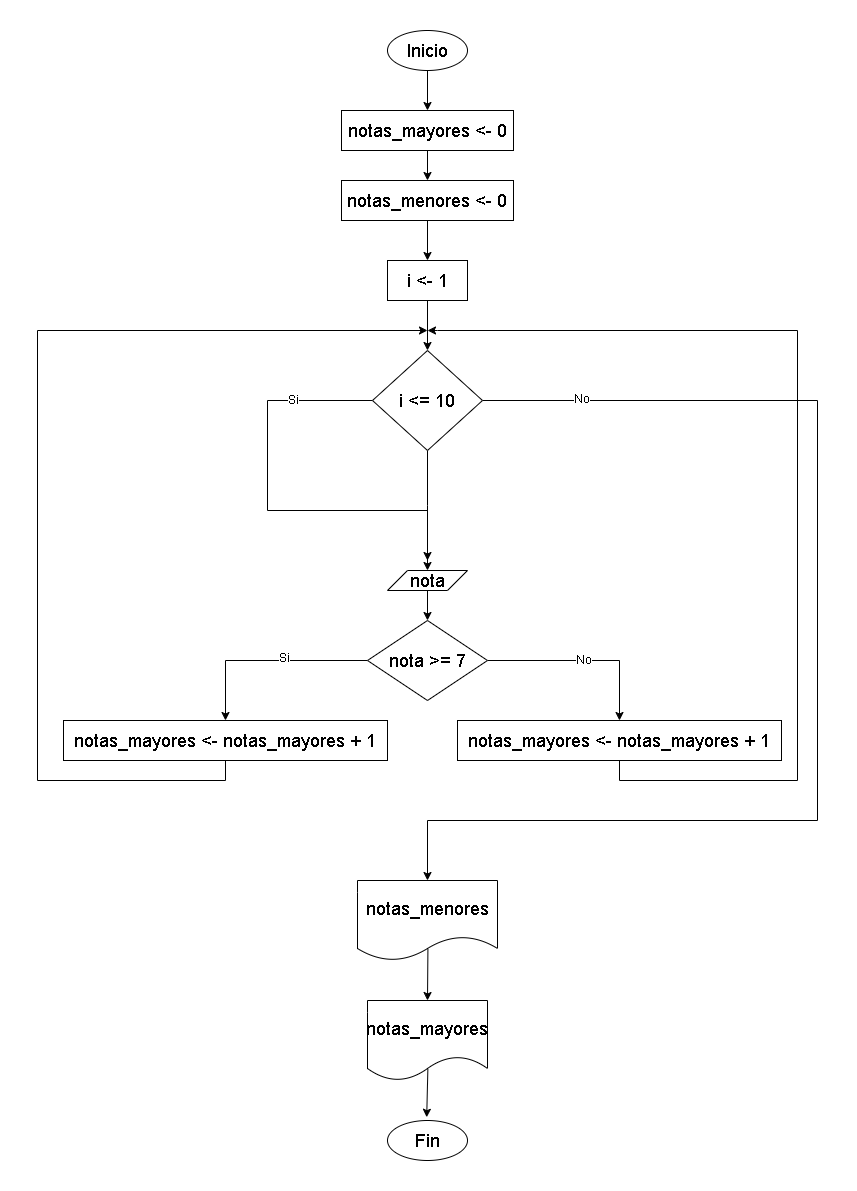 Inicio
notas_mayores <- 0
notas_menores <- 0
i <- 1
Si
i <= 10
No
nota
Si
nota >= 7
No
notas_mayores <- notas_mayores + 1
notas_mayores <- notas_mayores + 1
notas_menores
notas_mayores
Fin